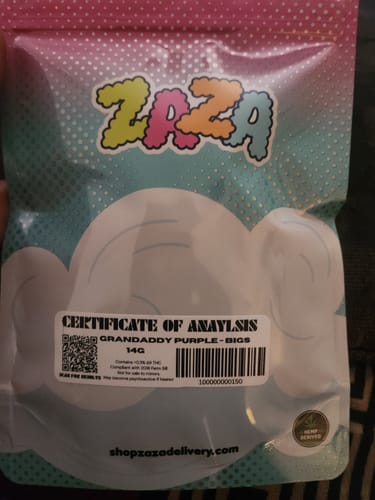 ZAZA
CERTIFICATE OF ANAYLSIS
GRANDADDY PURPLE - BIGS
14G
Contains <0.3% d9 THC
Compliant with 2018 Farm Bill
Not for sale to minors.
SCAN FOR RESULTS May become psychoactive if heated
100000000150
HEMP
DERIVED
shopzazadelivery.com